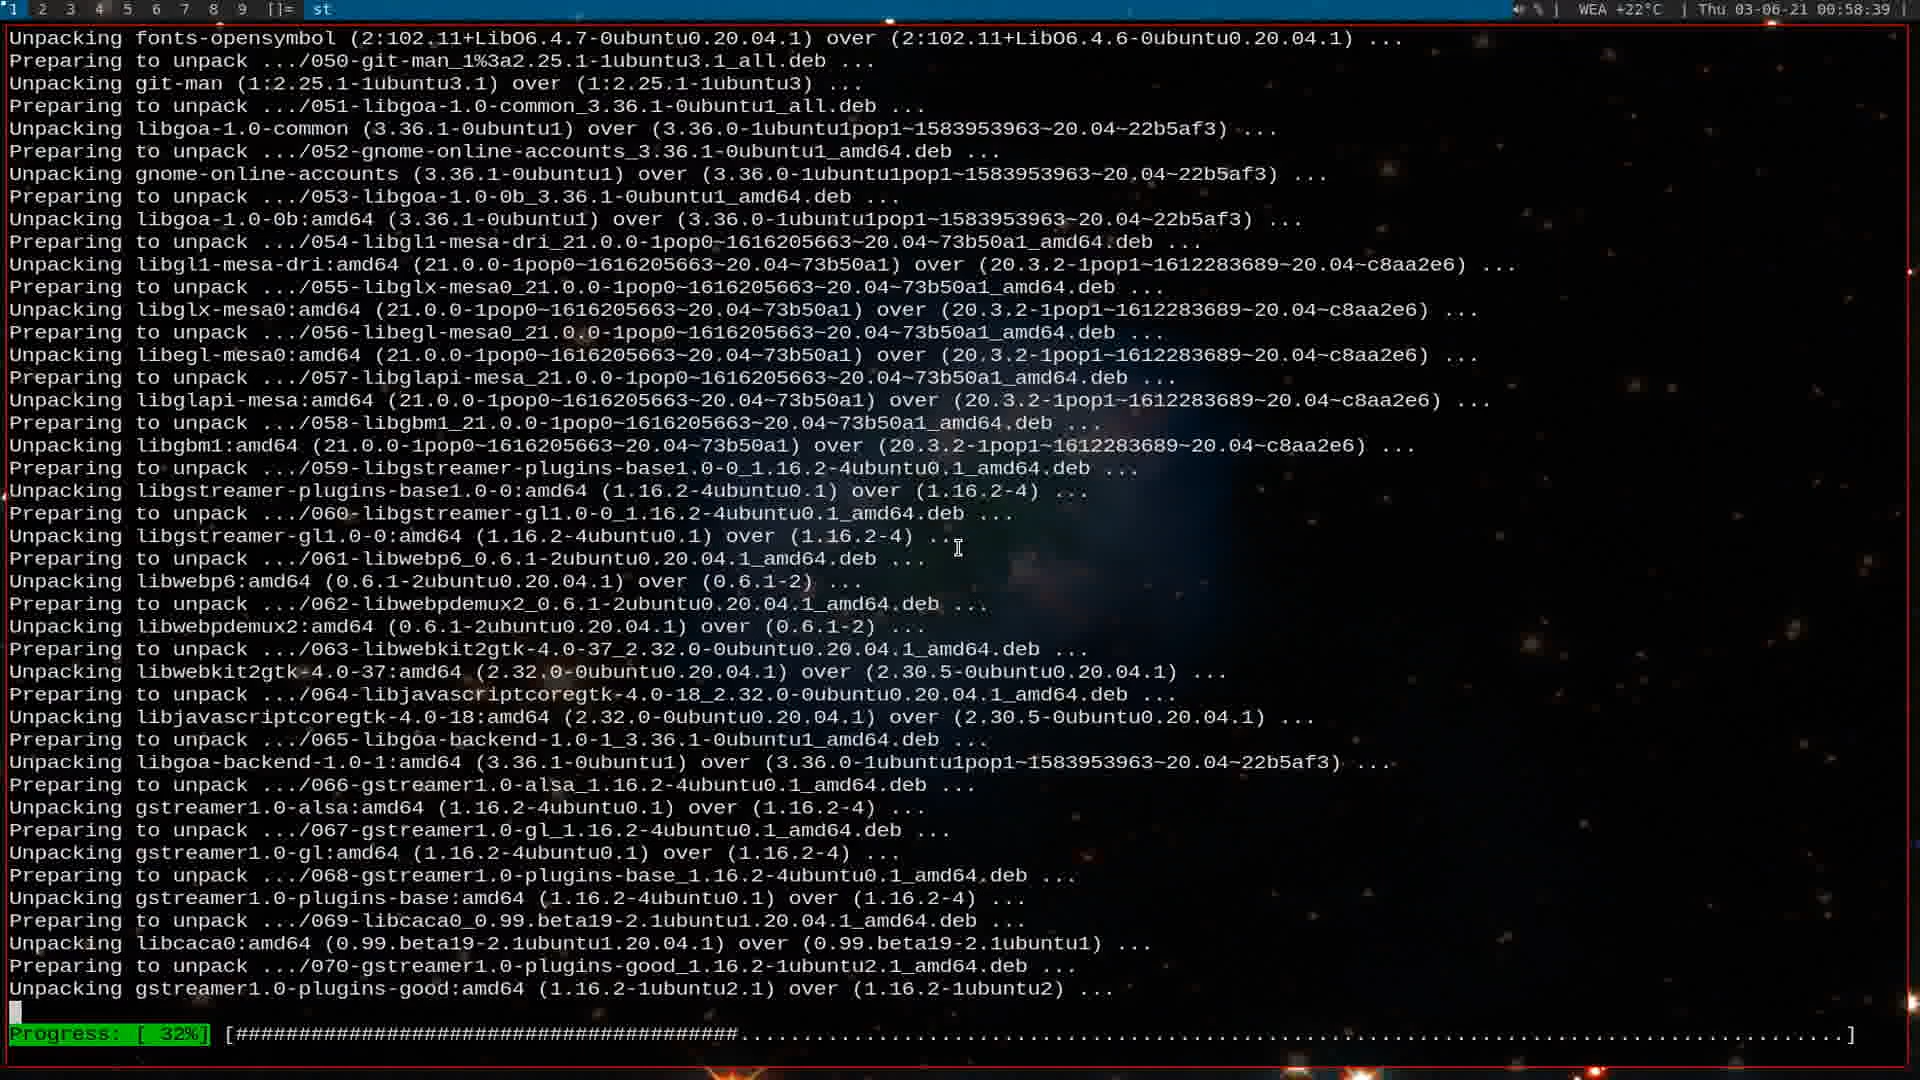 1 2 3 4 5 6 7 8 9 []= st % | WEA +22°C | Thu 03-06-21 00:58:39 |
Unpacking fonts-opensymbol (2:102.11+LibO6.4.7-0ubuntu0.20.04.1) over (2:102.11+LibO6.4.6-0ubuntu0.20.04.1) ...
Preparing to unpack .../050-git-man_1%3a2.25.1-1ubuntu3.1_all.deb ...
Unpacking git-man (1:2.25.1-1ubuntu3.1) over (1:2.25.1-1ubuntu3) ...
Preparing to unpack .../051-libgoa-1.0-common_3.36.1-0ubuntu1_all.deb ...
Unpacking libgoa-1.0-common (3.36.1-0ubuntu1) over (3.36.0-1ubuntu1pop1~1583953963~20.04~22b5af3) ...
Preparing to unpack .../052-gnome-online-accounts_3.36.1-0ubuntu1_amd64.deb ...
Unpacking gnome-online-accounts (3.36.1-0ubuntu1) over (3.36.0-1ubuntu1pop1~1583953963~20.04~22b5af3) ...
Preparing to unpack .../053-libgoa-1.0-0b_3.36.1-0ubuntu1_amd64.deb ...
Unpacking libgoa-1.0-0b:amd64 (3.36.1-0ubuntu1) over (3.36.0-1ubuntu1pop1~1583953963~20.04~22b5af3) ...
Preparing to unpack .../054-libgl1-mesa-dri_21.0.0-1pop0~1616205663~20.04~73b50a1_amd64.deb ...
Unpacking libgl1-mesa-dri:amd64 (21.0.0-1pop0~1616205663~20.04~73b50a1) over (20.3.2-1pop1~1612283689~20.04~c8aa2e6) ...
Preparing to unpack .../055-libglx-mesa0_21.0.0-1pop0~1616205663~20.04~73b50a1_amd64.deb ...
Unpacking libglx-mesa0:amd64 (21.0.0-1pop0~1616205663~20.04~73b50a1) over (20.3.2-1pop1~1612283689~20.04~c8aa2e6) ...
Preparing to unpack .../056-libegl-mesa0_21.0.0-1pop0~1616205663~20.04~73b50a1_amd64.deb ...
Unpacking libegl-mesa0:amd64 (21.0.0-1pop0~1616205663~20.04~73b50a1) over (20.3.2-1pop1~1612283689~20.04~c8aa2e6) ...
Preparing to unpack .../057-libglapi-mesa_21.0.0-1pop0~1616205663~20.04~73b50a1_amd64.deb ...
Unpacking libglapi-mesa:amd64 (21.0.0-1pop0~1616205663~20.04~73b50a1) over (20.3.2-1pop1~1612283689~20.04~c8aa2e6) ...
Preparing to unpack .../058-libgbm1_21.0.0-1pop0~1616205663~20.04~73b50a1_amd64.deb ...
Unpacking libgbm1:amd64 (21.0.0-1pop0~1616205663~20.04~73b50a1) over (20.3.2-1pop1~1612283689~20.04~c8aa2e6) ...
Preparing to unpack .../059-libgstreamer-plugins-base1.0-0_1.16.2-4ubuntu0.1_amd64.deb ...
Unpacking libgstreamer-plugins-base1.0-0:amd64 (1.16.2-4ubuntu0.1) over (1.16.2-4) ...
Preparing to unpack .../060-libgstreamer-gl1.0-0_1.16.2-4ubuntu0.1_amd64.deb ...
Unpacking libgstreamer-gl1.0-0:amd64 (1.16.2-4ubuntu0.1) over (1.16.2-4) ...
Preparing to unpack .../061-libwebp6_0.6.1-2ubuntu0.20.04.1_amd64.deb ...
Unpacking libwebp6:amd64 (0.6.1-2ubuntu0.20.04.1) over (0.6.1-2) ...
Preparing to unpack .../062-libwebpdemux2_0.6.1-2ubuntu0.20.04.1_amd64.deb ...
Unpacking libwebpdemux2:amd64 (0.6.1-2ubuntu0.20.04.1) over (0.6.1-2) ...
Preparing to unpack .../063-libwebkit2gtk-4.0-37_2.32.0-0ubuntu0.20.04.1_amd64.deb ...
Unpacking libwebkit2gtk-4.0-37:amd64 (2.32.0-0ubuntu0.20.04.1) over (2.30.5-0ubuntu0.20.04.1) ...
Preparing to unpack .../064-libjavascriptcoregtk-4.0-18_2.32.0-0ubuntu0.20.04.1_amd64.deb ...
Unpacking libjavascriptcoregtk-4.0-18:amd64 (2.32.0-0ubuntu0.20.04.1) over (2.30.5-0ubuntu0.20.04.1) ...
Preparing to unpack .../065-libgoa-backend-1.0-1_3.36.1-0ubuntu1_amd64.deb ...
Unpacking libgoa-backend-1.0-1:amd64 (3.36.1-0ubuntu1) over (3.36.0-1ubuntu1pop1~1583953963~20.04~22b5af3) ...
Preparing to unpack .../066-gstreamer1.0-alsa_1.16.2-4ubuntu0.1_amd64.deb ...
Unpacking gstreamer1.0-alsa:amd64 (1.16.2-4ubuntu0.1) over (1.16.2-4) ...
Preparing to unpack .../067-gstreamer1.0-gl_1.16.2-4ubuntu0.1_amd64.deb ...
Unpacking gstreamer1.0-gl:amd64 (1.16.2-4ubuntu0.1) over (1.16.2-4) ...
Preparing to unpack .../068-gstreamer1.0-plugins-base_1.16.2-4ubuntu0.1_amd64.deb ...
Unpacking gstreamer1.0-plugins-base:amd64 (1.16.2-4ubuntu0.1) over (1.16.2-4) ...
Preparing to unpack .../069-libcaca0_0.99.beta19-2.1ubuntu1.20.04.1_amd64.deb ...
Unpacking libcaca0:amd64 (0.99.beta19-2.1ubuntu1.20.04.1) over (0.99.beta19-2.1ubuntu1) ...
Preparing to unpack .../070-gstreamer1.0-plugins-good_1.16.2-1ubuntu2.1_amd64.deb ...
Unpacking gstreamer1.0-plugins-good:amd64 (1.16.2-1ubuntu2.1) over (1.16.2-1ubuntu2) ...
Progress: [ 32%] [########################################........................................................................................]